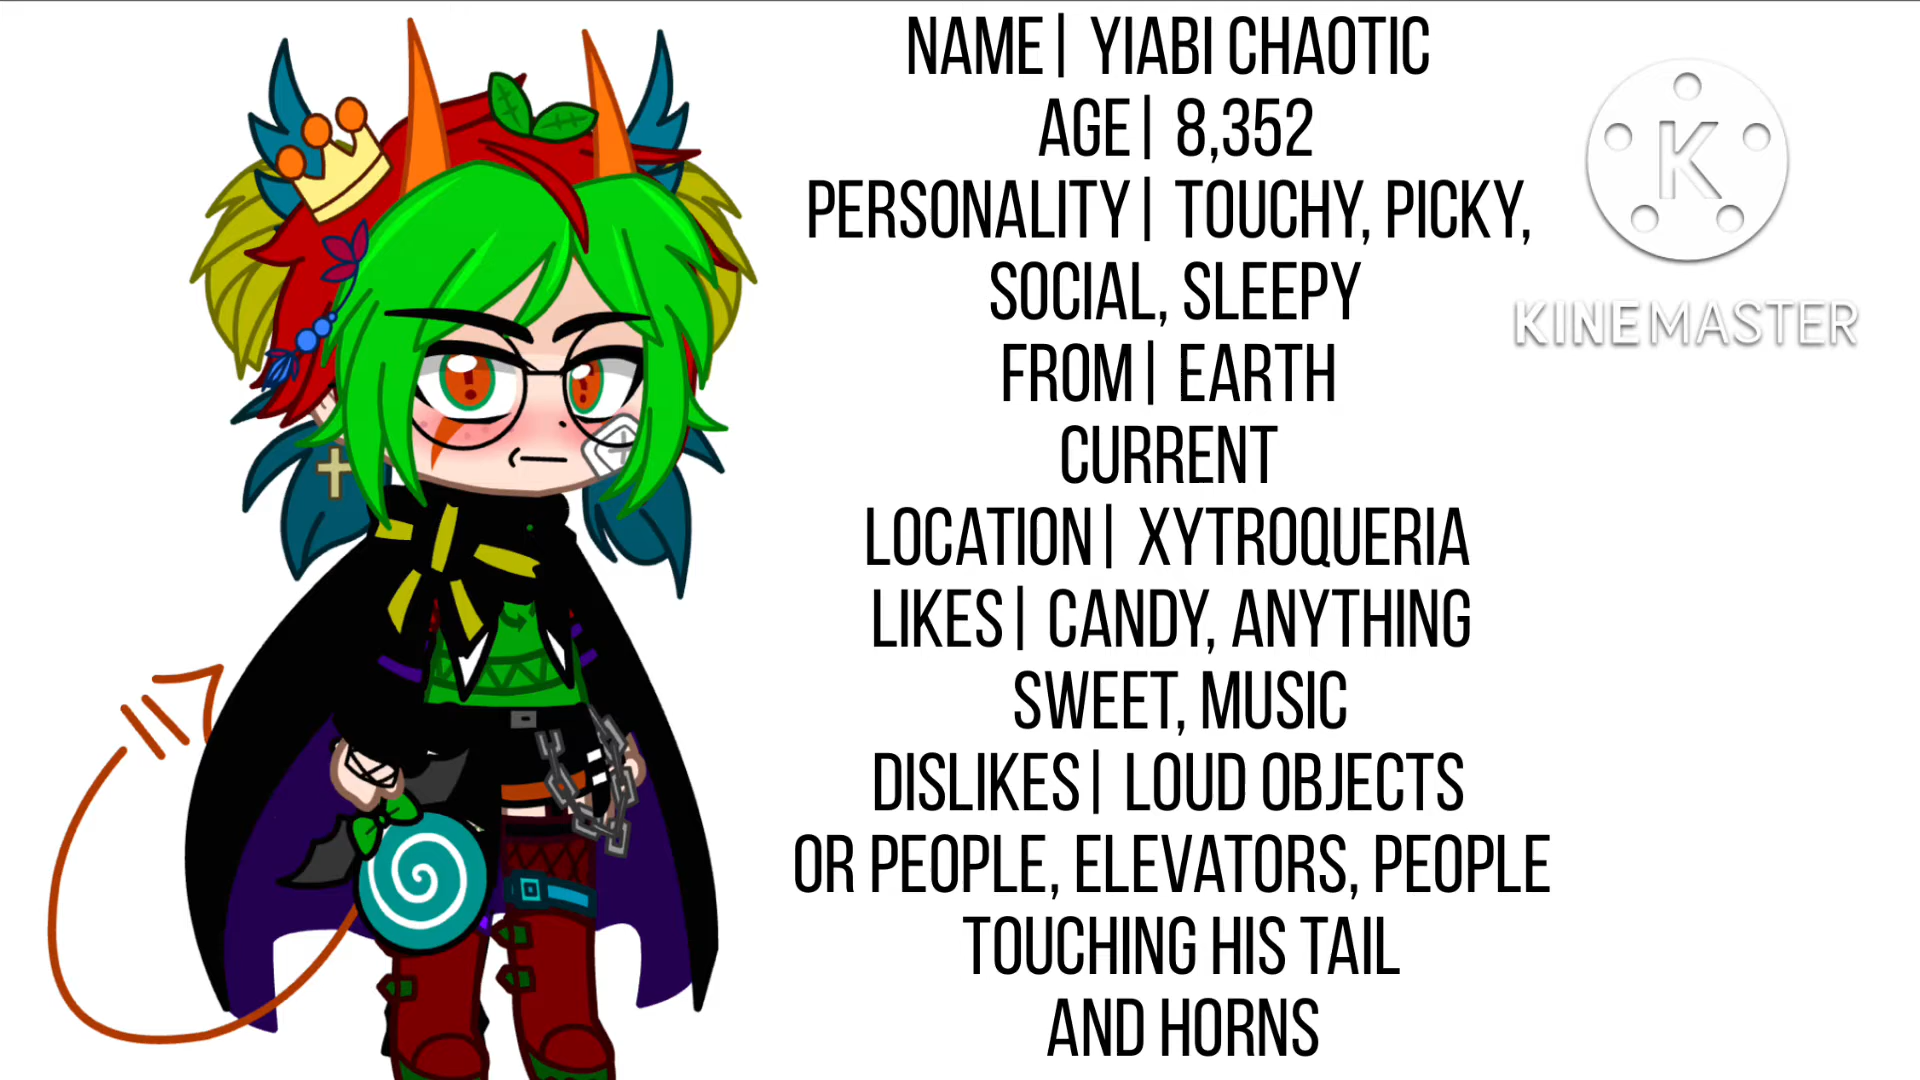 NAME| YIABI CHAOTIC
AGE| 8,352
PERSONALITY| TOUCHY, PICKY,
SOCIAL, SLEEPY
FROM| EARTH
CURRENT
LOCATION| XYTROQUERIA
LIKES| CANDY, ANYTHING
SWEET, MUSIC
DISLIKES| LOUD OBJECTS
OR PEOPLE, ELEVATORS, PEOPLE
TOUCHING HIS TAIL
AND HORNS
K
KINEMASTER